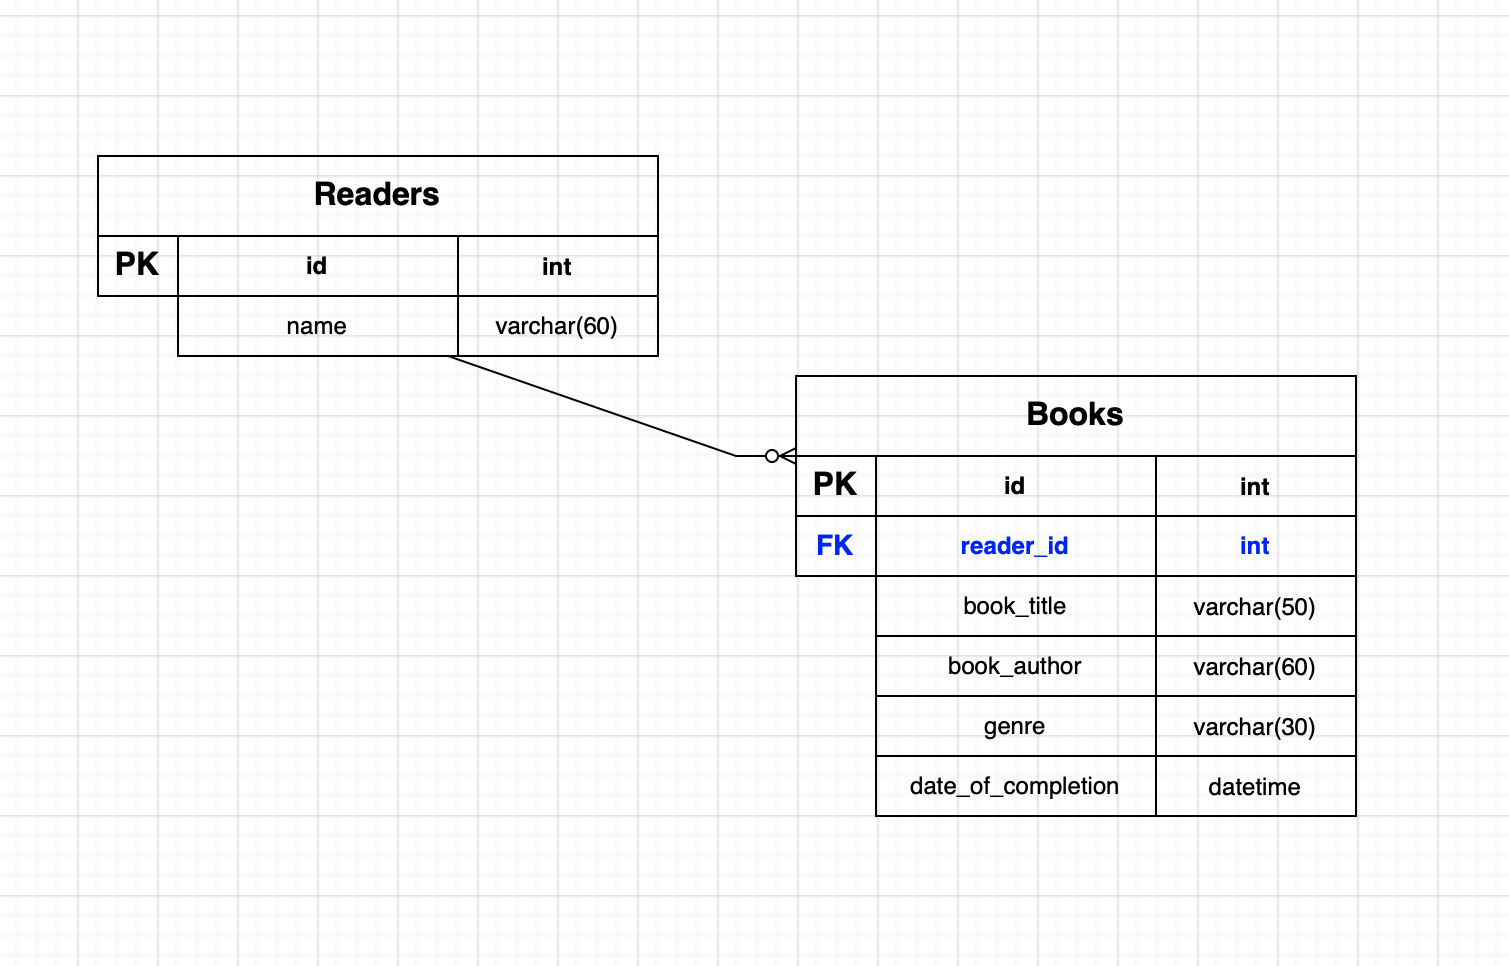 Readers
PK id int
name varchar(60)
Books
PK id int
FK reader_id int
book_title varchar(50)
book_author varchar(60)
genre varchar(30)
date_of_completion datetime